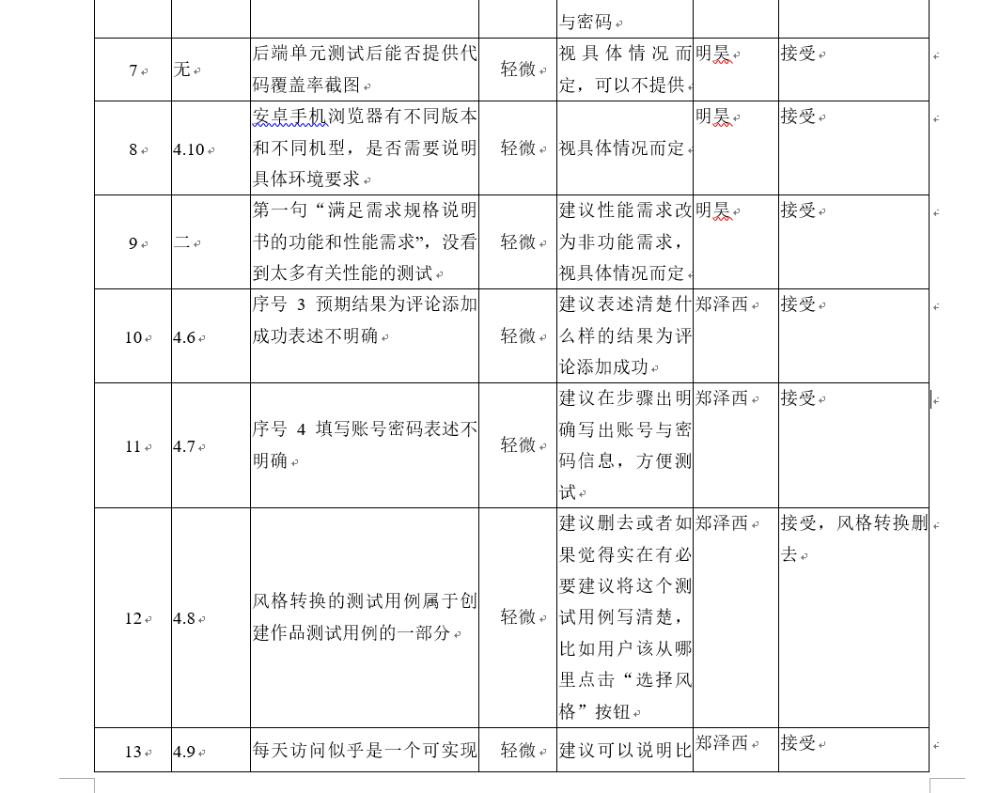 与密码
7
无
后端单元测试后能否提供代
码覆盖率截图
轻微
视具体情况而
定，可以不提供
明昊
接受
8
4.10
安卓手机浏览器有不同版本
和不同机型，是否需要说明
具体环境要求
轻微
视具体情况而定
明昊
接受
9
二
第一句“满足需求规格说明
书的功能和性能需求”，没看
到太多有关性能的测试
轻微
建议性能需求改
为非功能需求，
视具体情况而定
明昊
接受
10
4.6
序号 3 预期结果为评论添加
成功表述不明确
轻微
建议表述清楚什
么样的结果为评
论添加成功
郑泽西
接受
11
4.7
序号 4 填写账号密码表述不
明确
轻微
建议在步骤出明
确写出账号与密
码信息，方便测
试
郑泽西
接受
12
4.8
风格转换的测试用例属于创
建作品测试用例的一部分
轻微
建议删去或者如
果觉得实在有必
要建议将这个测
试用例写清楚，
比如用户该从哪
里点击“选择风
格”按钮
郑泽西
接受，风格转换删
去
13
4.9
每天访问似乎是一个可实现
轻微
建议可以说明比
郑泽西
接受